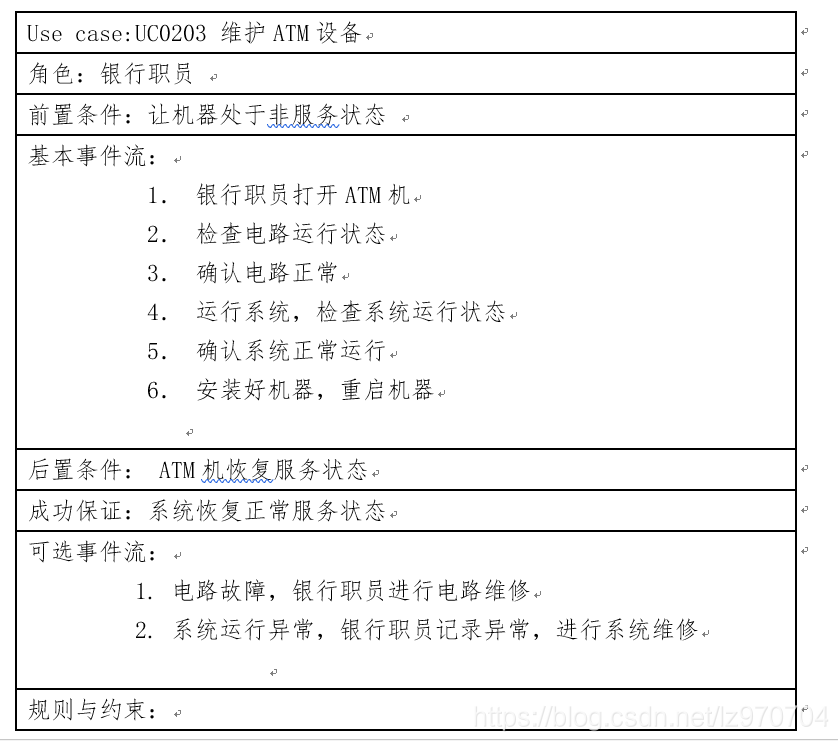 Use case:UC0203 维护 ATM 设备
角色：银行职员
前置条件：让机器处于非服务状态
基本事件流：
1. 银行职员打开 ATM 机
2. 检查电路运行状态
3. 确认电路正常
4. 运行系统，检查系统运行状态
5. 确认系统正常运行
6. 安装好机器，重启机器
后置条件： ATM 机恢复服务状态
成功保证：系统恢复正常服务状态
可选事件流：
1. 电路故障，银行职员进行电路维修
2. 系统运行异常，银行职员记录异常，进行系统维修
规则与约束：
https://blog.csdn.net/lz970704